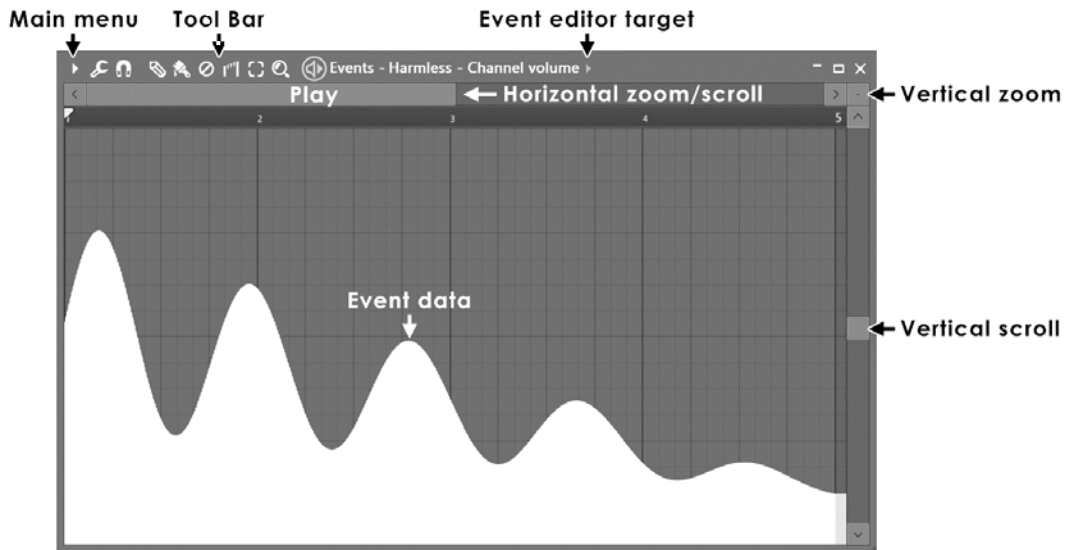 Main menu
Tool Bar
Event editor target
Events - Harmless - Channel volume
Play
Horizontal zoom/scroll
Vertical zoom
2
3
4
5
Event data
Vertical scroll